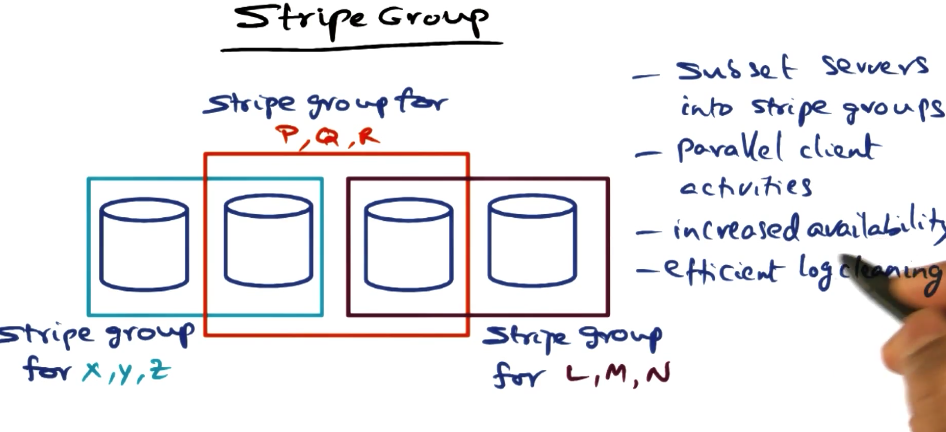 Stripe Group
Stripe group for
P, Q, R
Stripe group
for X, Y, Z
Stripe group
for L, M, N
- subset servers
into stripe groups
- parallel client
activities
- increased availability
- efficient log cleaning